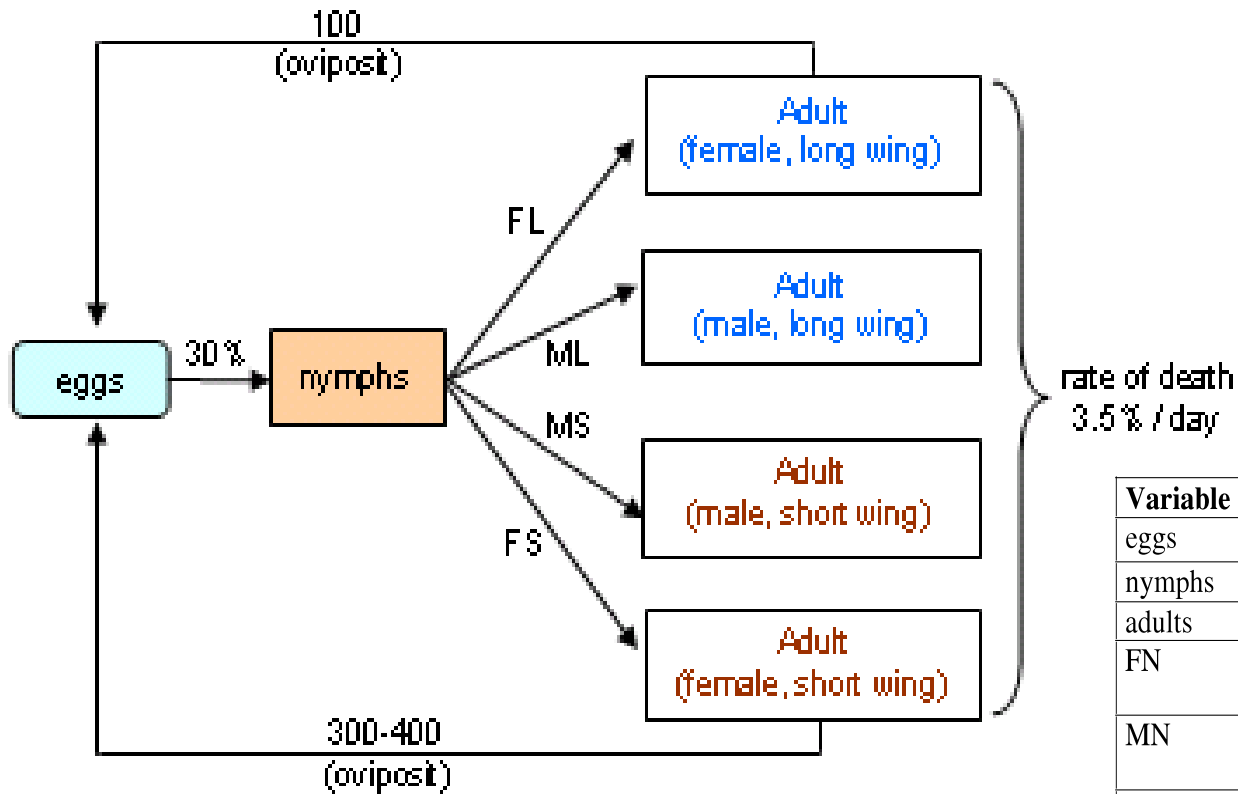 100
(oviposit)
Adult
(female, long wing)
FL
Adult
(male, long wing)
ML
30%
eggs
nymphs
rate of death
3.5% / day
MS
Adult
(male, short wing)
FS
Adult
(female, short wing)
300-400
(oviposit)
Variable
eggs
nymphs
adults
FN
MN